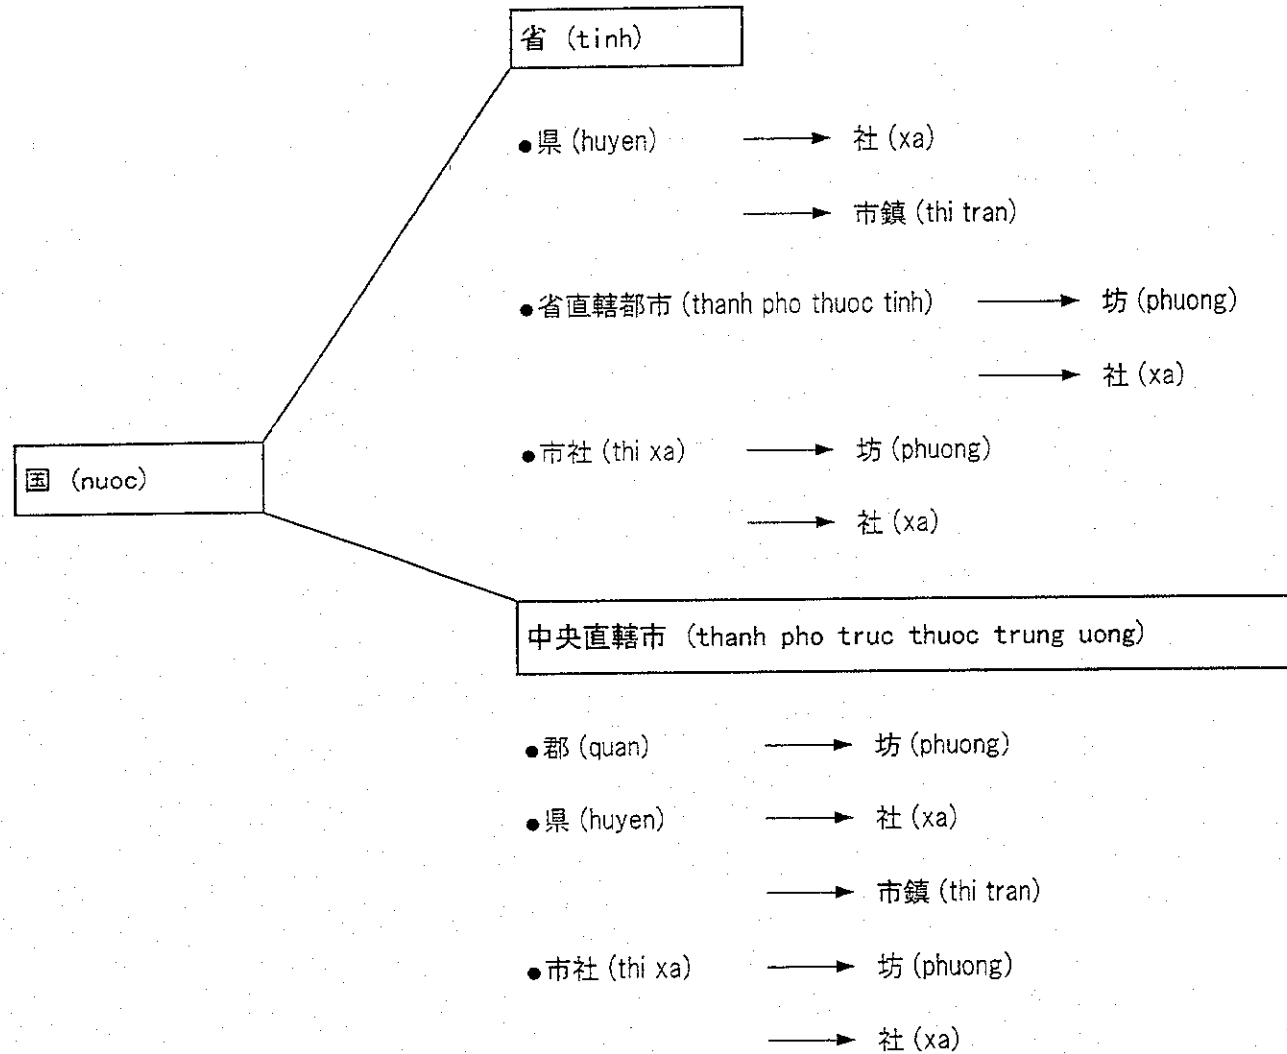 省 (tinh)
●県 (huyen) → 社 (xa)
→ 市鎮 (thi tran)
●省直轄都市 (thanh pho thuoc tinh) → 坊 (phuong)
→ 社 (xa)
●市社 (thi xa) → 坊 (phuong)
国 (nuoc)
→ 社 (xa)
中央直轄市 (thanh pho truc thuoc trung uong)
●郡 (quan) → 坊 (phuong)
●県 (huyen) → 社 (xa)
→ 市鎮 (thi tran)
●市社 (thi xa) → 坊 (phuong)
→ 社 (xa)